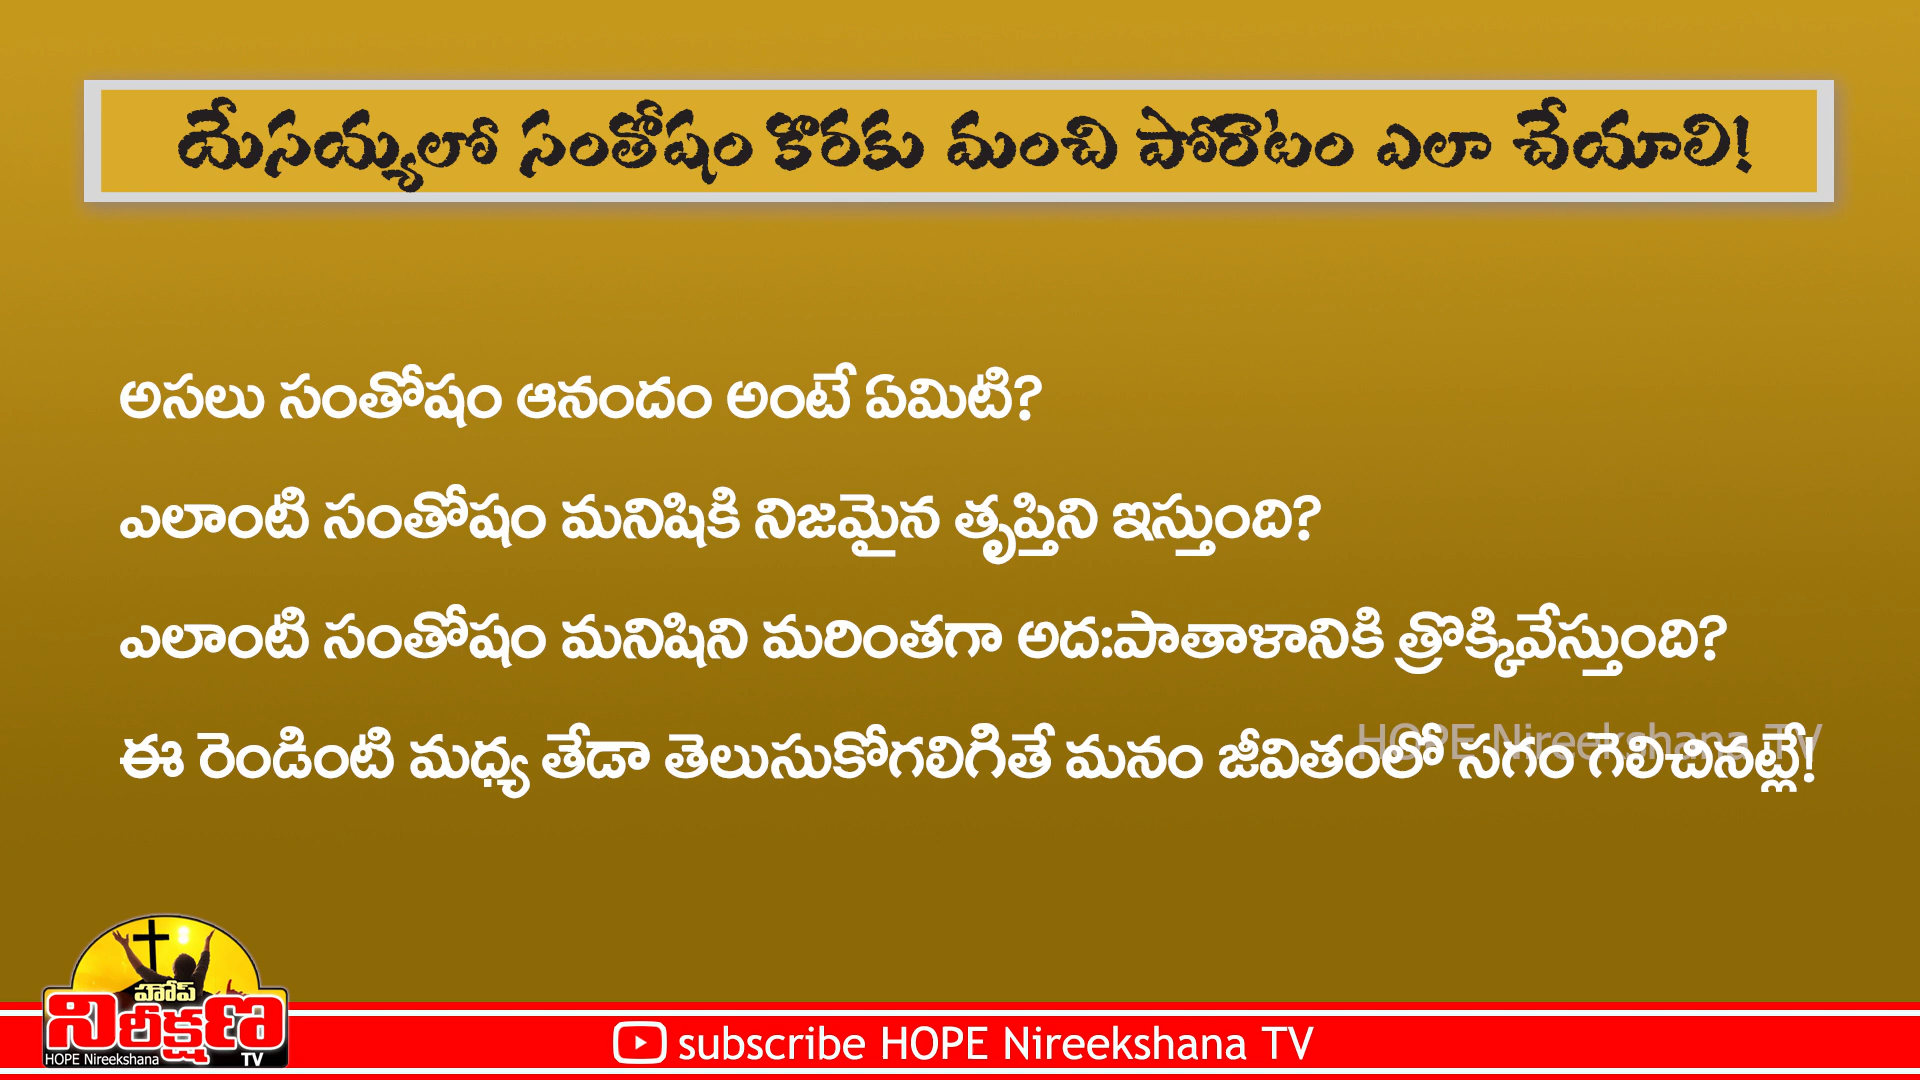 యేసయ్యలో సంతోషం కొరకు మంచి పోరాటం ఎలా చేయాలి!
అసలు సంతోషం ఆనందం అంటే ఏమిటి?
ఎలాంటి సంతోషం మనిషికి నిజమైన తృప్తిని ఇస్తుంది?
ఎలాంటి సంతోషం మనిషిని మరింతగా అద:పాతాళానికి త్రొక్కివేస్తుంది?
HOPE Nireekshana TV
ఈ రెండింటి మధ్య తేడా తెలుసుకోగలిగితే మనం జీవితంలో సగం గెలిచినట్లే!
హోప్
నిరీక్షణ
HOPE Nireekshana TV
subscribe HOPE Nireekshana TV